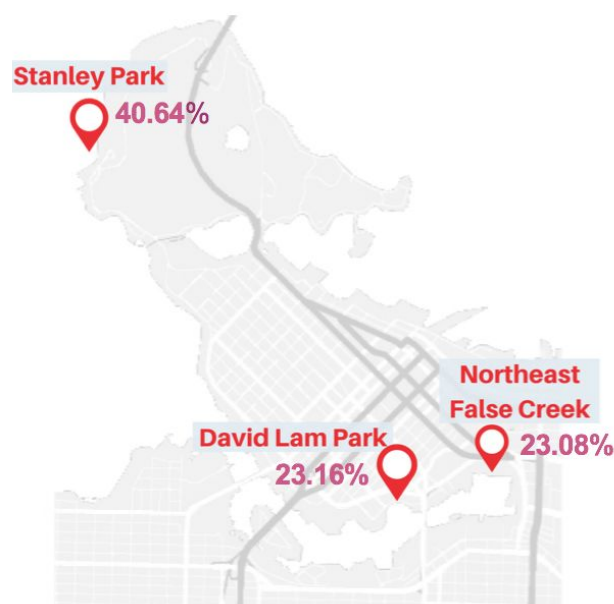 Stanley Park
40.64%
Northeast
False Creek
23.08%
David Lam Park
23.16%